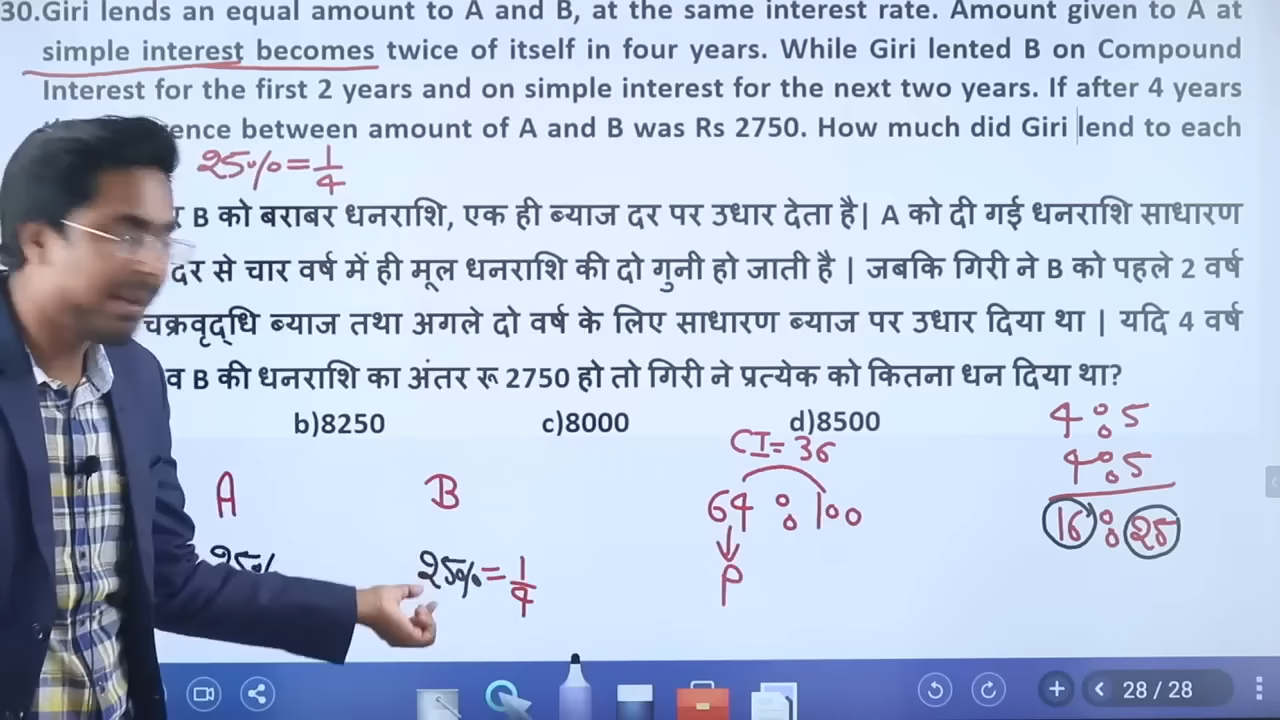 30.Giri lends an equal amount to A and B, at the same interest rate. Amount given to A at
simple interest becomes twice of itself in four years. While Giri lented B on Compound
Interest for the first 2 years and on simple interest for the next two years. If after 4 years
between amount of A and B was Rs 2750. How much did Giri lend to each
25%=1/4
B को बराबर धनराशि, एक ही ब्याज दर पर उधार देता है| A को दी गई धनराशि साधारण
दर से चार वर्ष में ही मूल धनराशि की दो गुनी हो जाती है | जबकि गिरी ने B को पहले 2 वर्ष
चक्रवृद्धि ब्याज तथा अगले दो वर्ष के लिए साधारण ब्याज पर उधार दिया था | यदि 4 वर्ष
व B की धनराशि का अंतर रू 2750 हो तो गिरी ने प्रत्येक को कितना धन दिया था?
b)8250 c)8000 d)8500
4:5
4:5
16:25
CI=36
64:100
P
A B
25% 25%=1/4
28 / 28